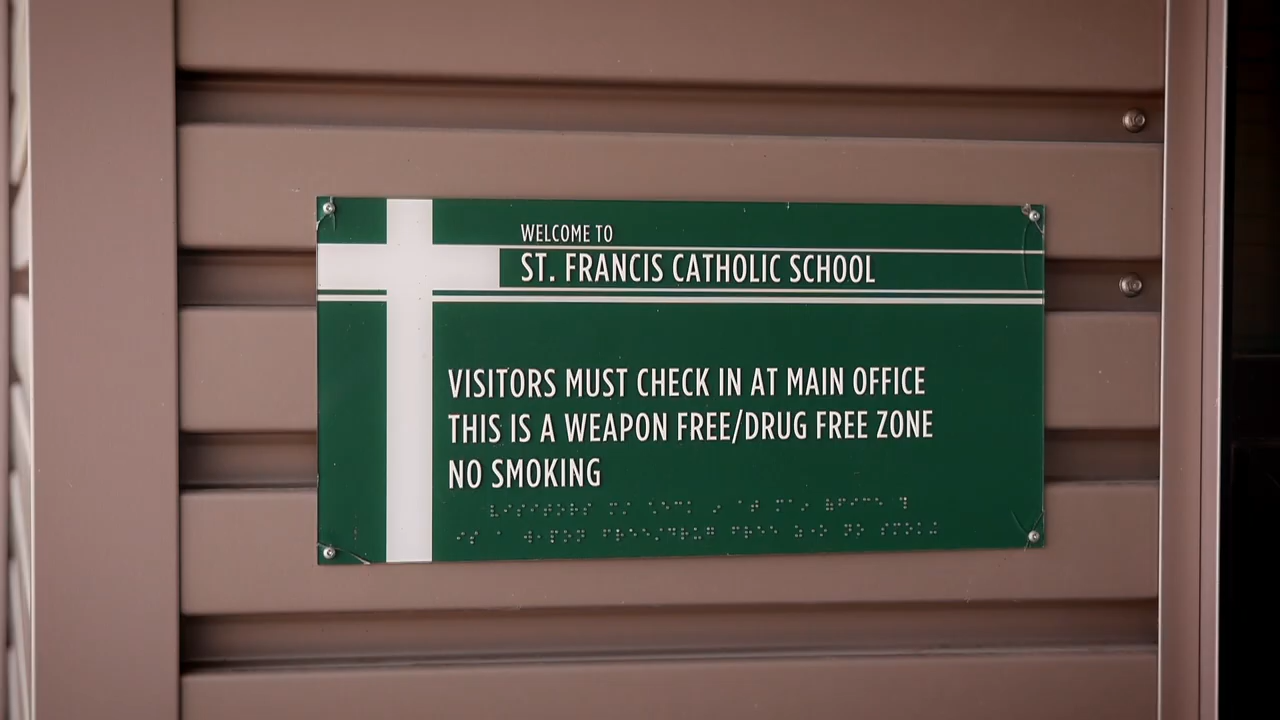 WELCOME TO
ST. FRANCIS CATHOLIC SCHOOL
VISITORS MUST CHECK IN AT MAIN OFFICE
THIS IS A WEAPON FREE/DRUG FREE ZONE
NO SMOKING